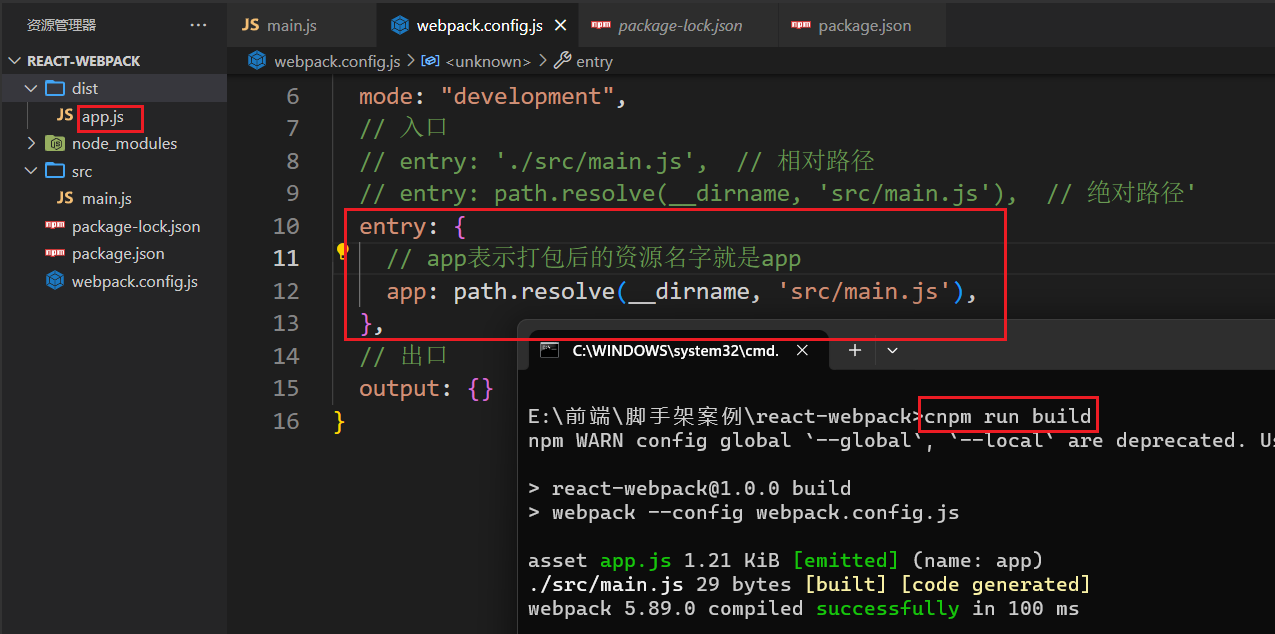 资源管理器 ···
REACT-WEBPACK
dist
JS app.js
node_modules
src
JS main.js
npm package-lock.json
npm package.json
webpack.config.js
JS main.js
webpack.config.js
npm package-lock.json
npm package.json
webpack.config.js > <unknown> > entry
6 mode: "development",
7 // 入口
8 // entry: './src/main.js',  // 相对路径
9 // entry: path.resolve(__dirname, 'src/main.js'),  // 绝对路径'
10 entry: {
11 // app表示打包后的资源名字就是app
12 app: path.resolve(__dirname, 'src/main.js'),
13 },
14 // 出口
15 output: {}
16 }
C:\WINDOWS\system32\cmd.
E:\前端\脚手架案例\react-webpack>cnpm run build
npm WARN config global `--global`, `--local` are deprecated. Us
> react-webpack@1.0.0 build
> webpack --config webpack.config.js
asset app.js 1.21 KiB [emitted] (name: app)
./src/main.js 29 bytes [built] [code generated]
webpack 5.89.0 compiled successfully in 100 ms